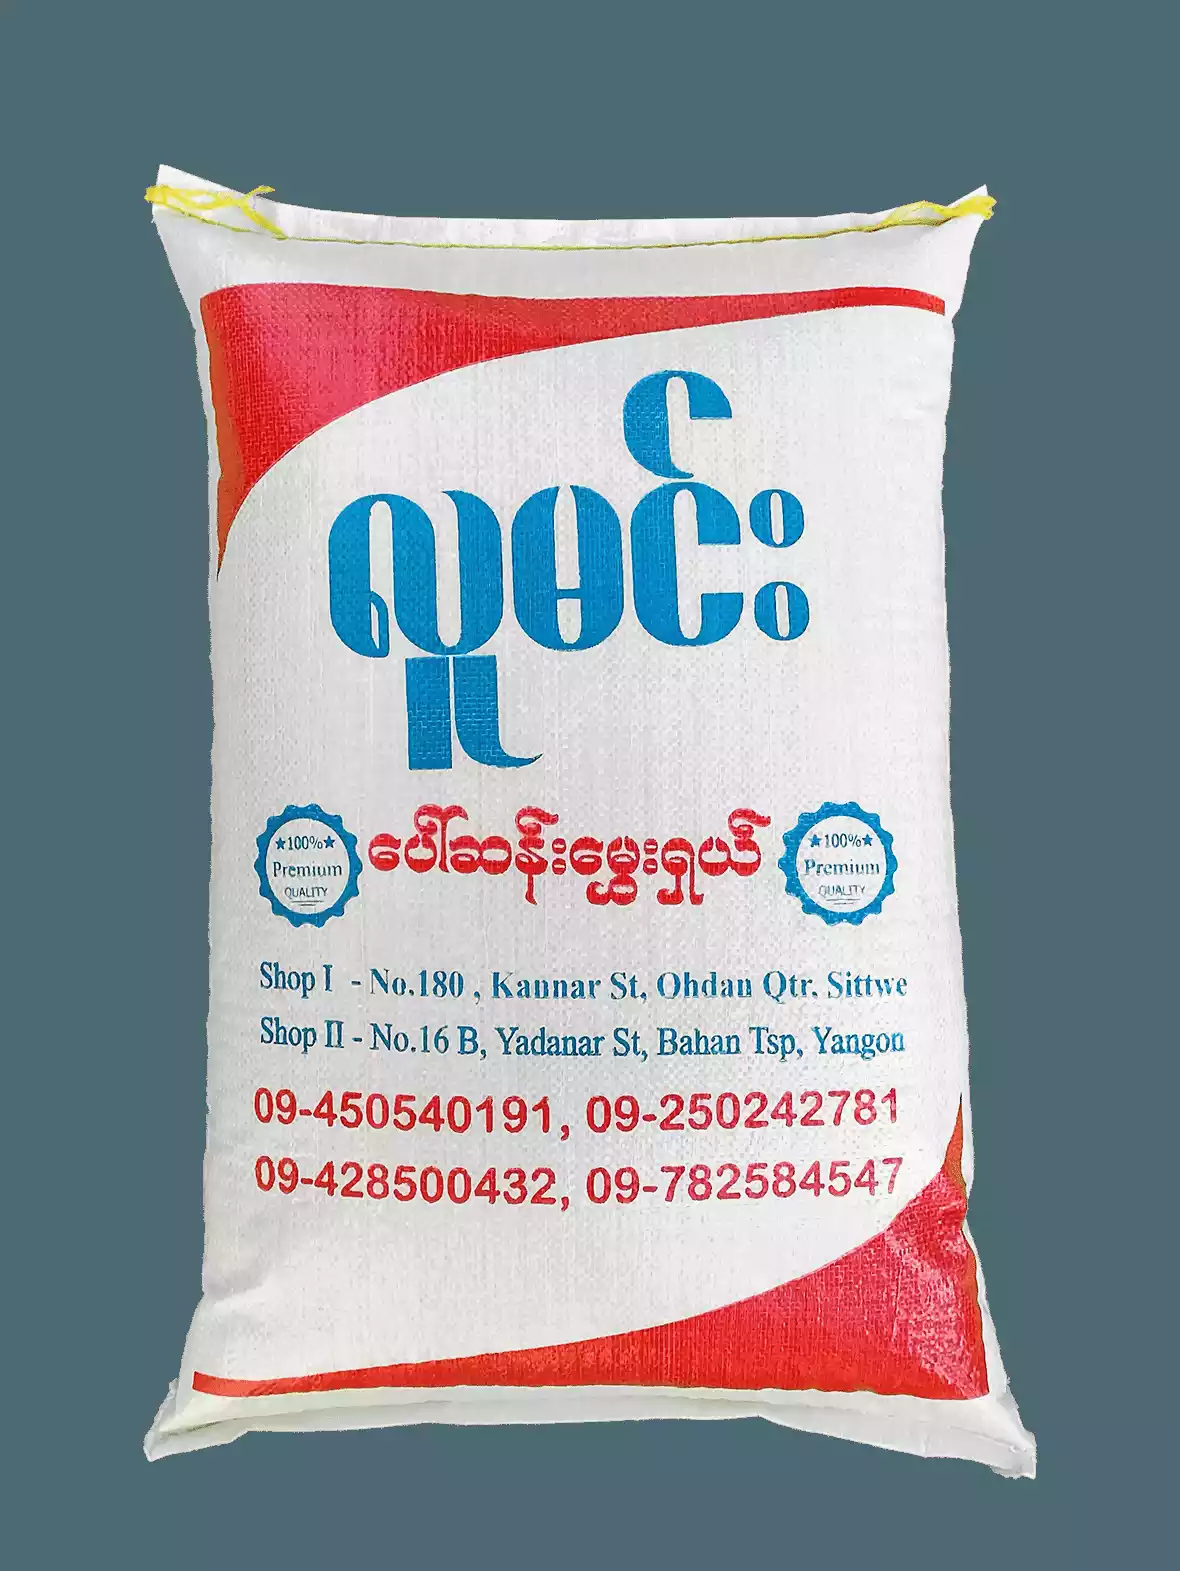 လူမင်း
★100%★
Premium
QUALITY
ပေါ်ဆန်းမွှေးရှယ်
★100%★
Premium
QUALITY
Shop I - No.180 , Kannar St, Ohdan Qtr, Sittwe
Shop II - No.16 B, Yadanar St, Bahan Tsp, Yangon
09-450540191, 09-250242781
09-428500432, 09-782584547